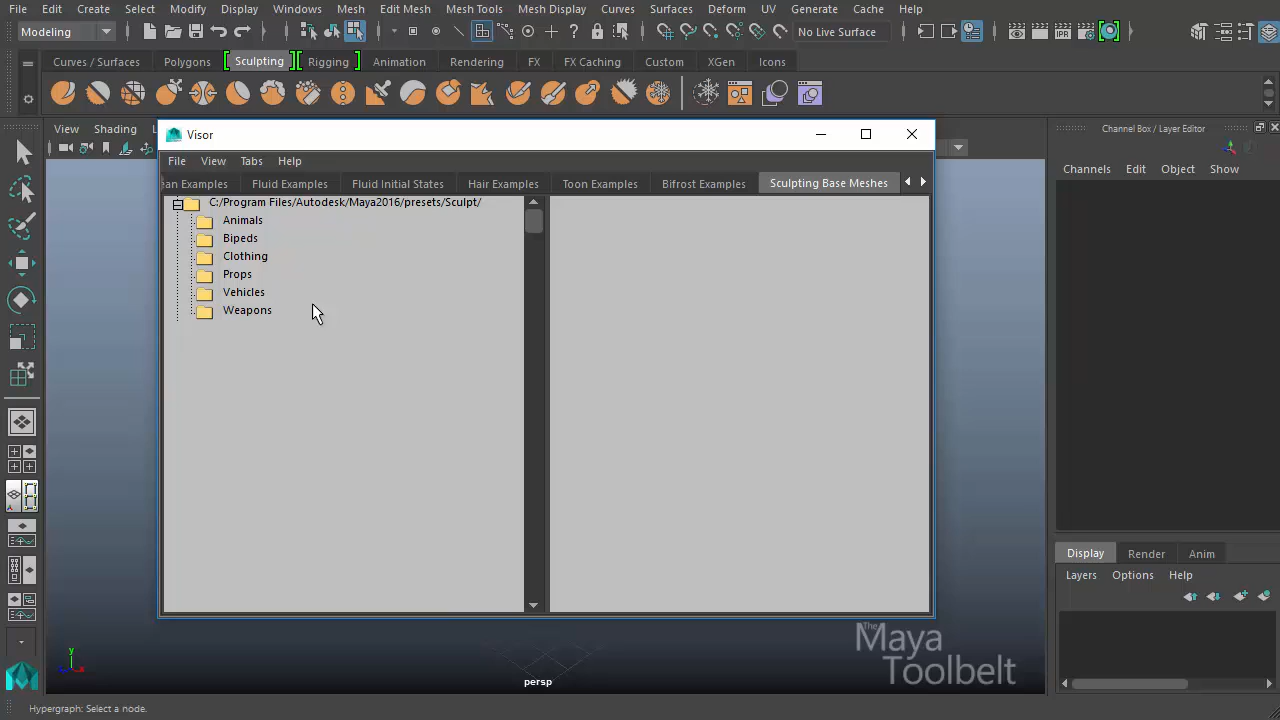 File Edit Create Select Modify Display Windows Mesh Edit Mesh Mesh Tools Mesh Display Curves Surfaces Deform UV Generate Cache Help
Modeling
No Live Surface
IPR
Curves / Surfaces Polygons Sculpting Rigging Animation Rendering FX FX Caching Custom XGen Icons
View Shading L
Visor
File View Tabs Help
ean Examples Fluid Examples Fluid Initial States Hair Examples Toon Examples Bifrost Examples Sculpting Base Meshes
C:/Program Files/Autodesk/Maya2016/presets/Sculpt/
Animals
Bipeds
Clothing
Props
Vehicles
Weapons
Channel Box / Layer Editor
Channels Edit Object Show
Display Render Anim
Layers Options Help
y
persp
The Maya Toolbelt
Hypergraph: Select a node.